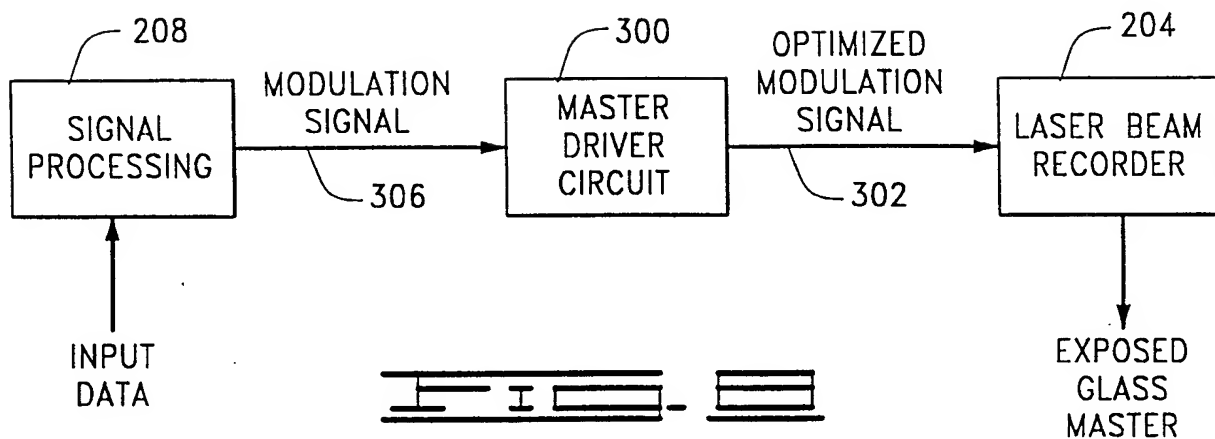 208
300
204
SIGNAL
PROCESSING
MODULATION
SIGNAL
306
MASTER
DRIVER
CIRCUIT
OPTIMIZED
MODULATION
SIGNAL
302
LASER BEAM
RECORDER
INPUT
DATA
EXPOSED
GLASS
MASTER